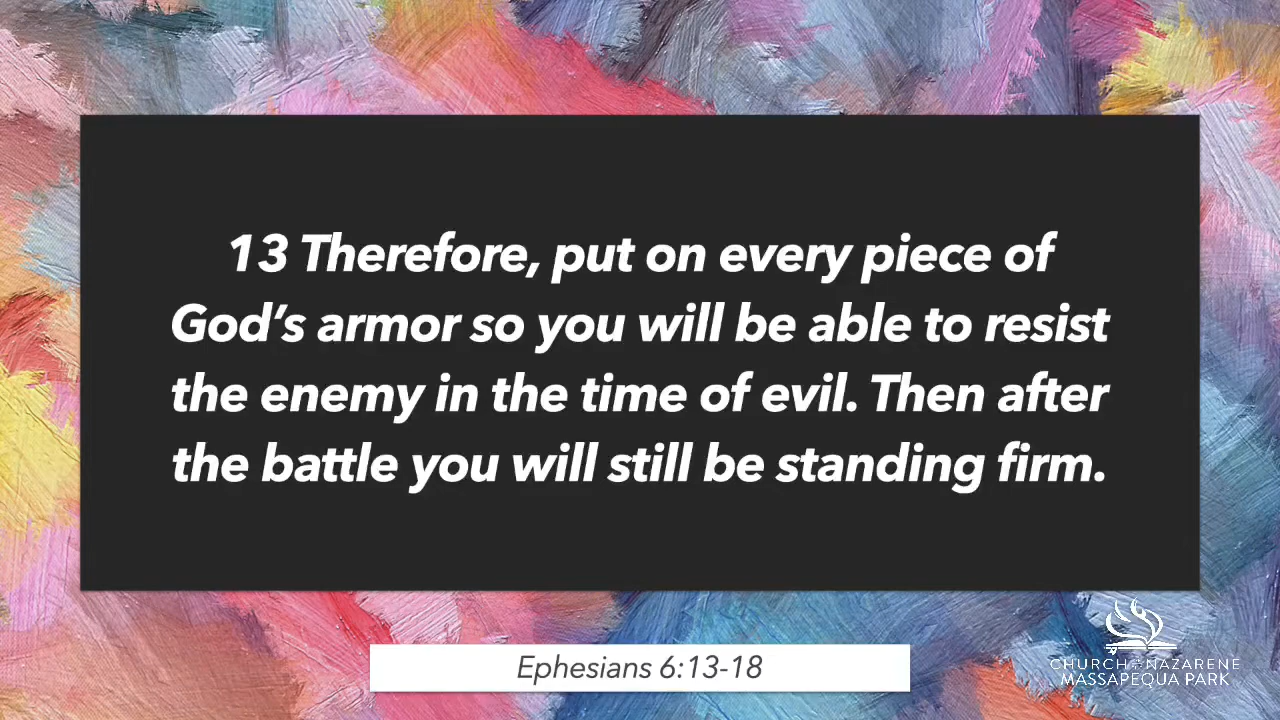 13 Therefore, put on every piece of
God’s armor so you will be able to resist
the enemy in the time of evil. Then after
the battle you will still be standing firm.
Ephesians 6:13-18
CHURCH OF THE NAZARENE
MASSAPEQUA PARK